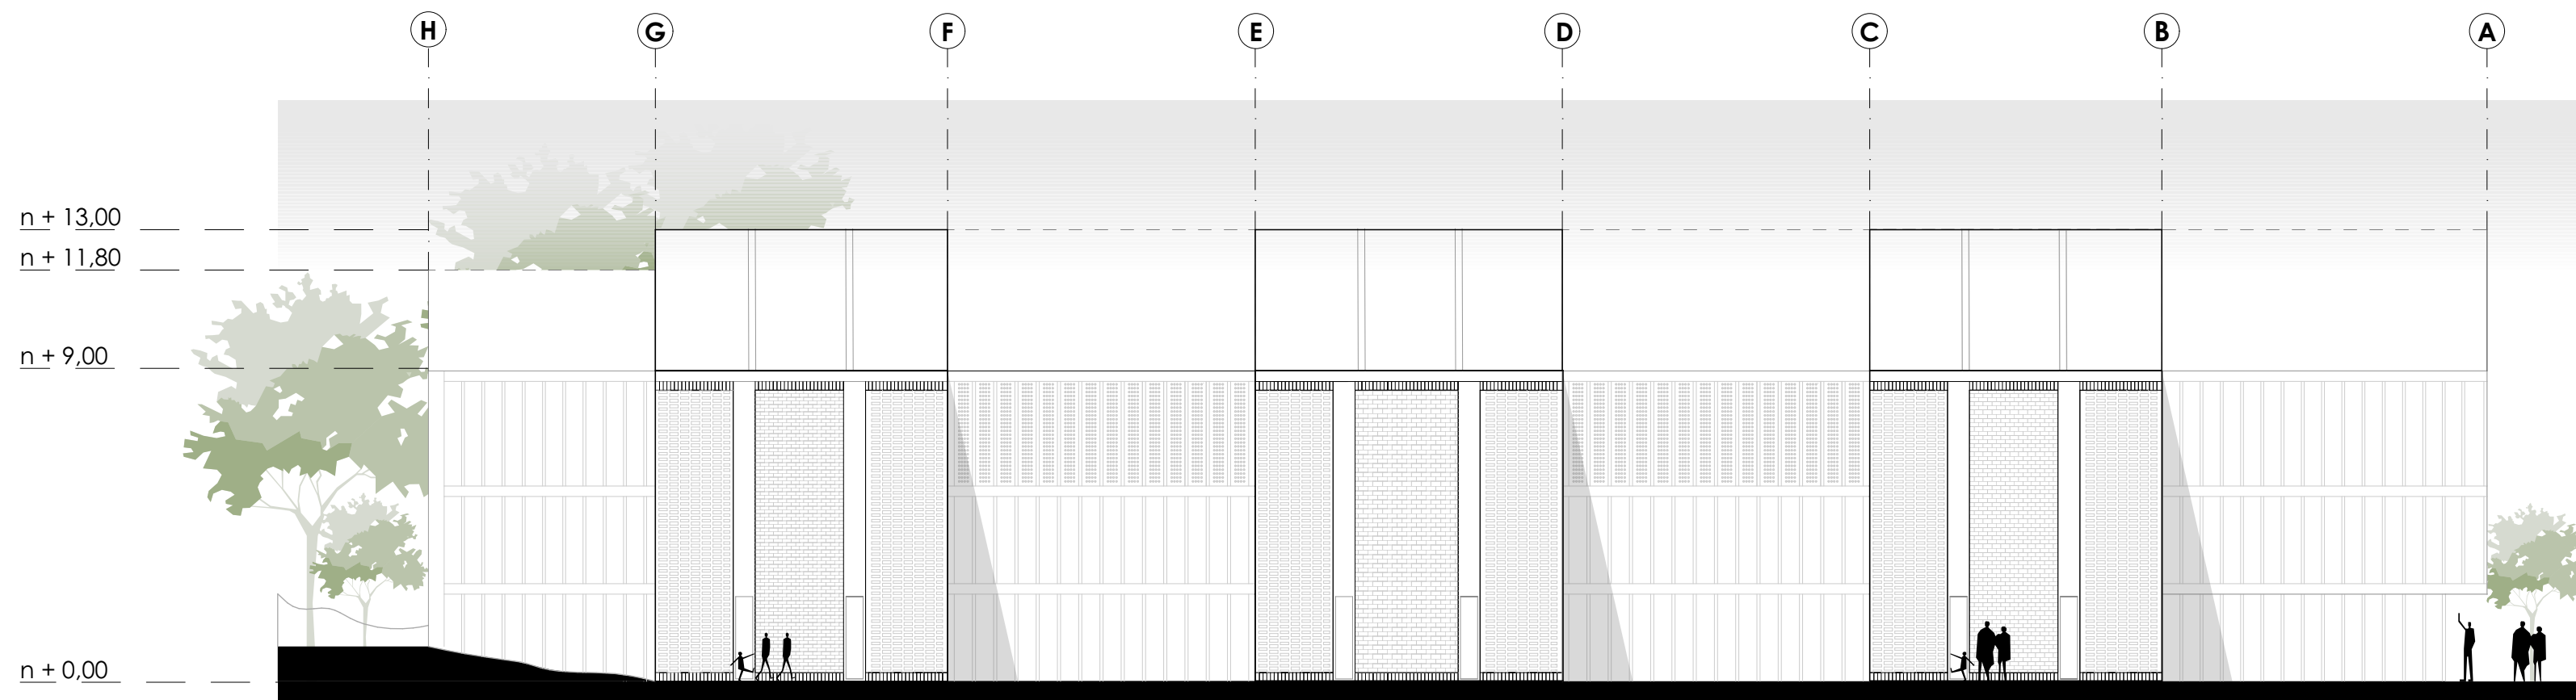 H G F E D C B A
n + 13,00
n + 11,80
n + 9,00
n + 0,00